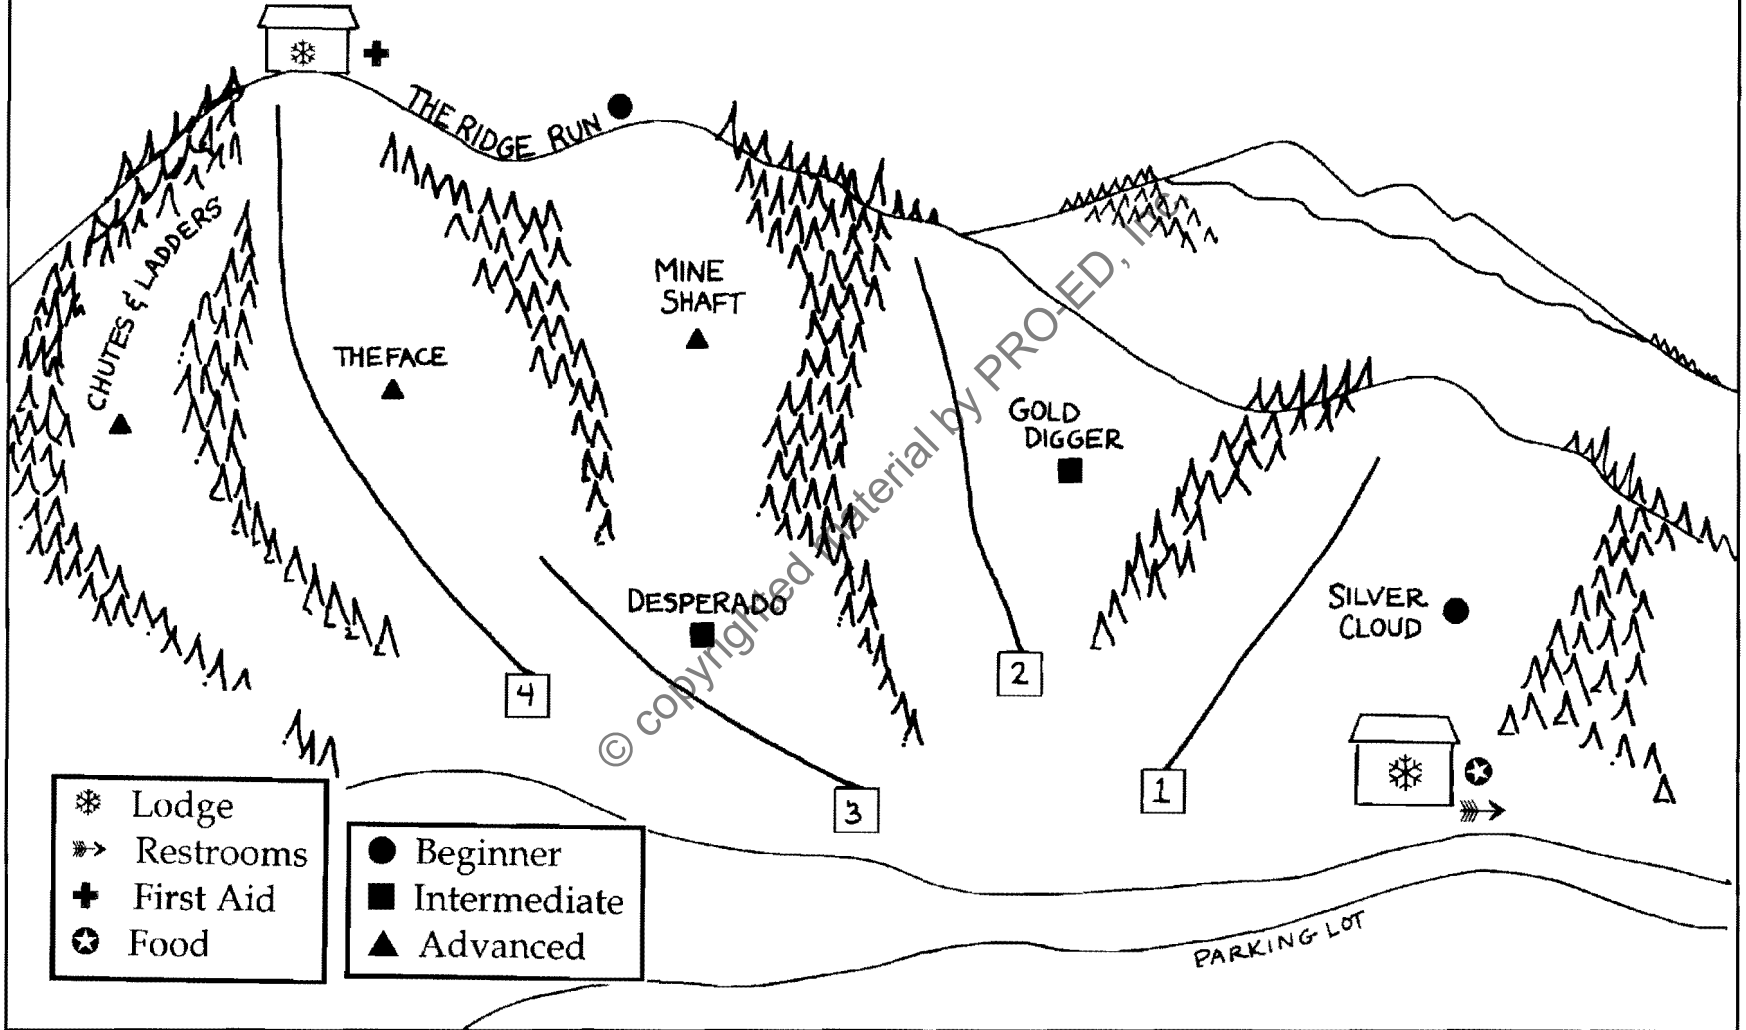 THE RIDGE RUN
CHUTES & LADDERS
MINE
SHAFT
THE FACE
GOLD
DIGGER
DESPERADO
SILVER
CLOUD
4
2
3
1
Lodge
Restrooms
First Aid
Food
Beginner
Intermediate
Advanced
PARKING LOT
© copyrighted material by PRO-ED, Inc.